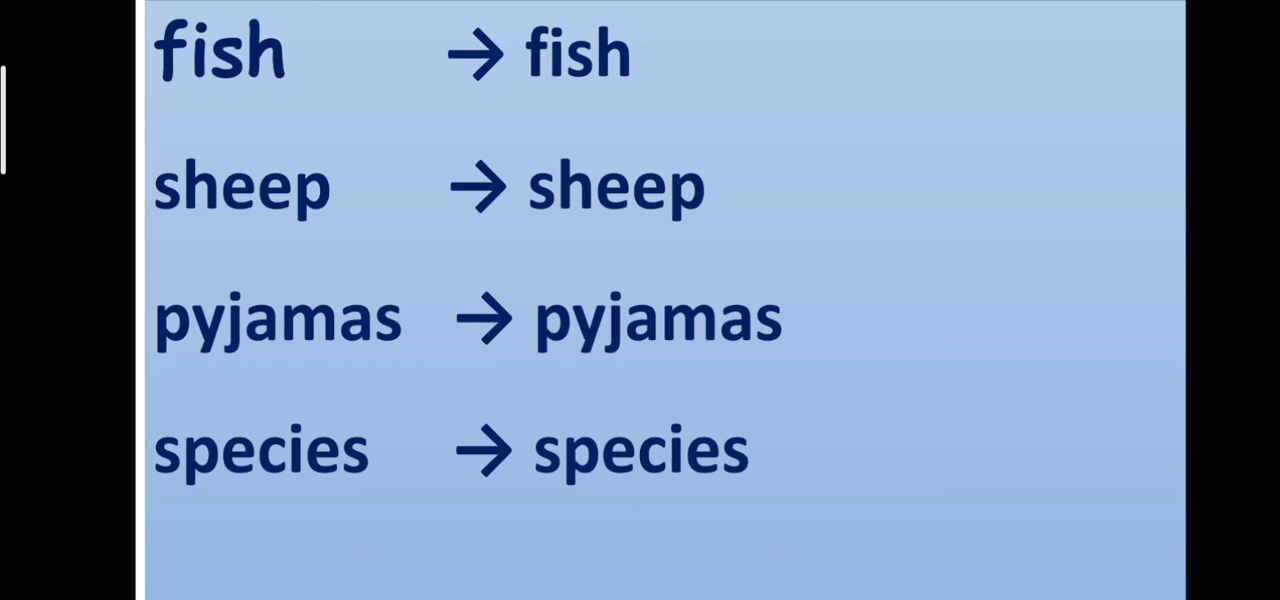 fish → fish
sheep → sheep
pyjamas → pyjamas
species → species